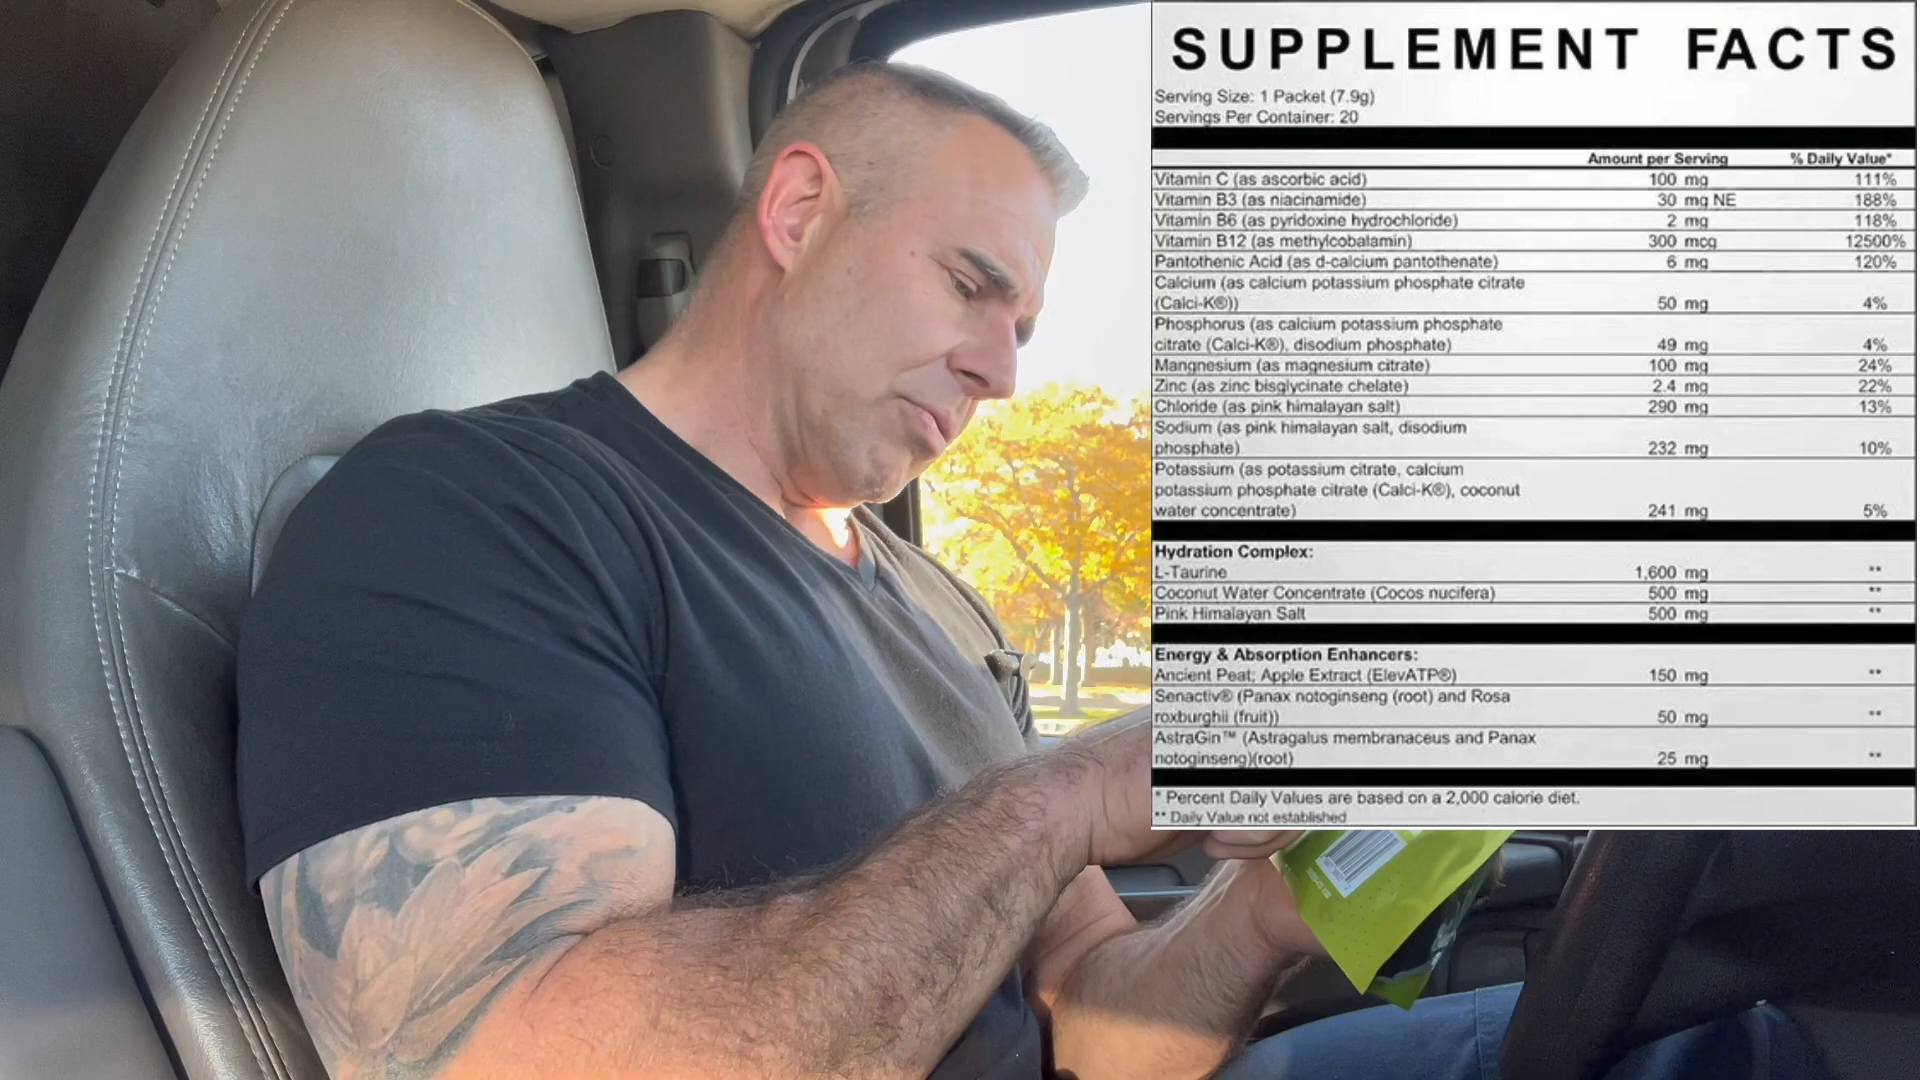 SUPPLEMENT FACTS
Serving Size: 1 Packet (7.9g)
Servings Per Container: 20
Amount per Serving % Daily Value*
Vitamin C (as ascorbic acid) 100 mg 111%
Vitamin B3 (as niacinamide) 30 mg NE 188%
Vitamin B6 (as pyridoxine hydrochloride) 2 mg 118%
Vitamin B12 (as methylcobalamin) 300 mcg 12500%
Pantothenic Acid (as d-calcium pantothenate) 6 mg 120%
Calcium (as calcium potassium phosphate citrate
(Calci-K®)) 50 mg 4%
Phosphorus (as calcium potassium phosphate
citrate (Calci-K®), disodium phosphate) 49 mg 4%
Mangnesium (as magnesium citrate) 100 mg 24%
Zinc (as zinc bisglycinate chelate) 2.4 mg 22%
Chloride (as pink himalayan salt) 290 mg 13%
Sodium (as pink himalayan salt, disodium
phosphate) 232 mg 10%
Potassium (as potassium citrate, calcium
potassium phosphate citrate (Calci-K®), coconut
water concentrate) 241 mg 5%
Hydration Complex:
L-Taurine 1,600 mg **
Coconut Water Concentrate (Cocos nucifera) 500 mg **
Pink Himalayan Salt 500 mg **
Energy & Absorption Enhancers:
Ancient Peat; Apple Extract (ElevATP®) 150 mg **
Senactiv® (Panax notoginseng (root) and Rosa
roxburghii (fruit)) 50 mg **
AstraGin™ (Astragalus membranaceus and Panax
notoginseng)(root) 25 mg **
* Percent Daily Values are based on a 2,000 calorie diet.
** Daily Value not established